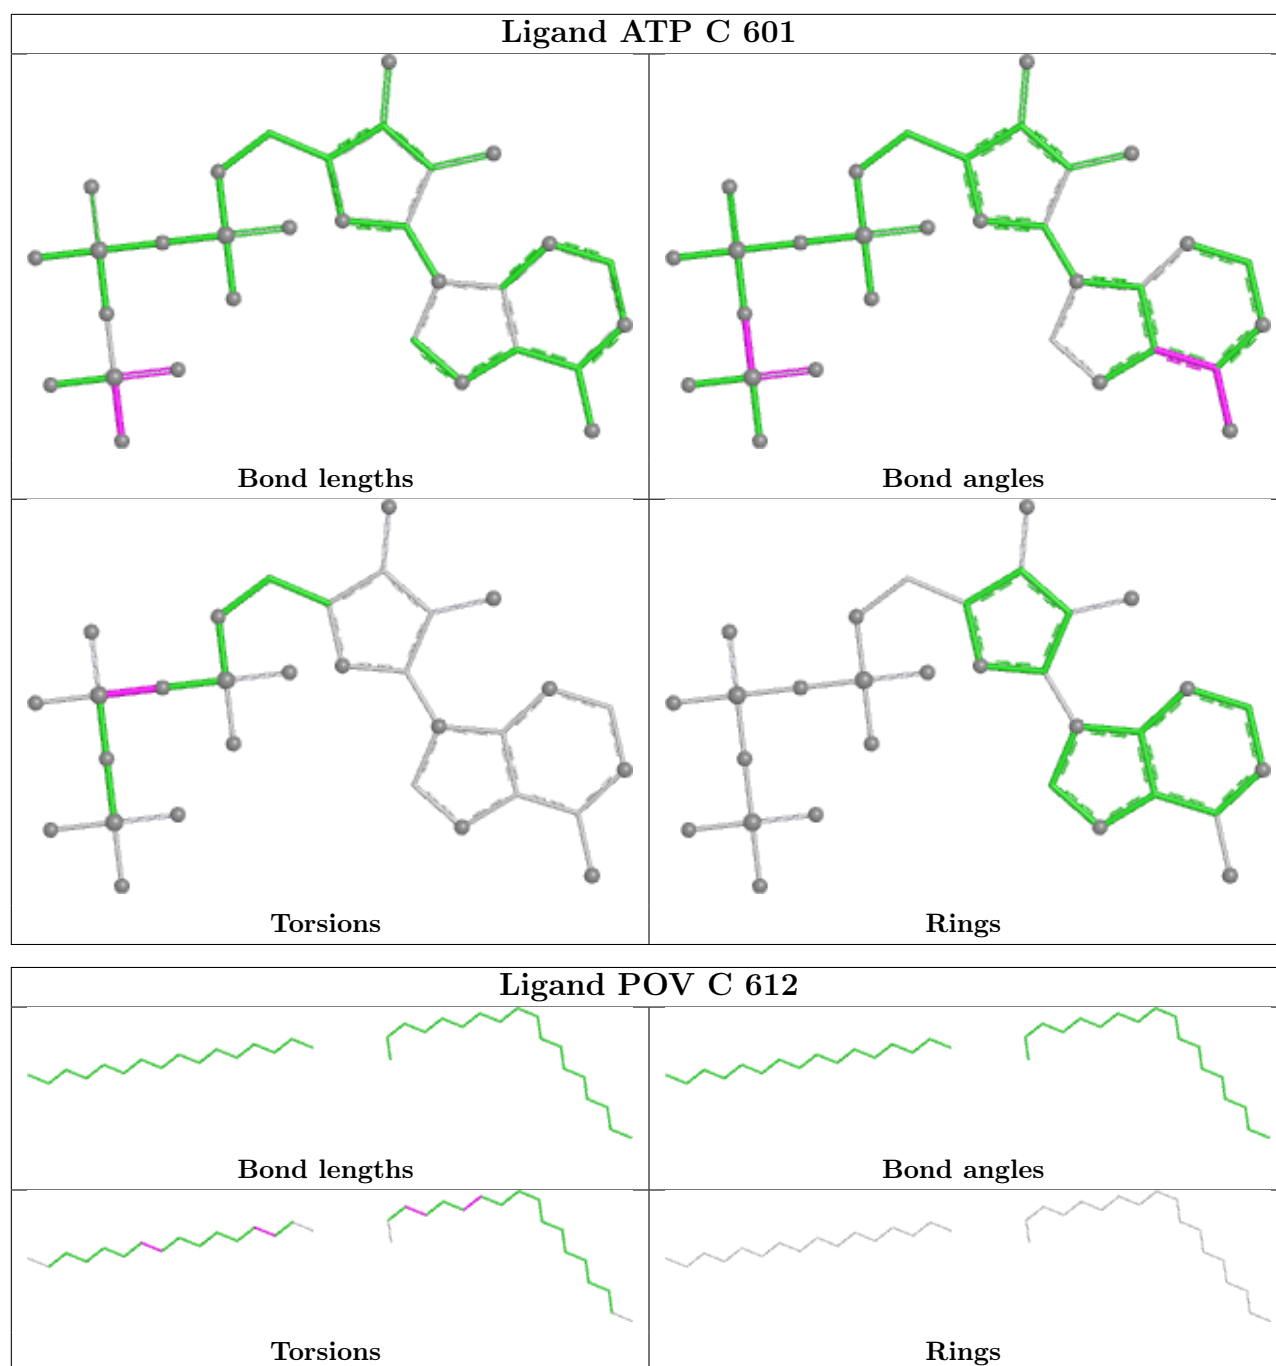 Ligand ATP C 601
Bond lengths
Bond angles
Torsions
Rings
Ligand POV C 612
Bond lengths
Bond angles
Torsions
Rings